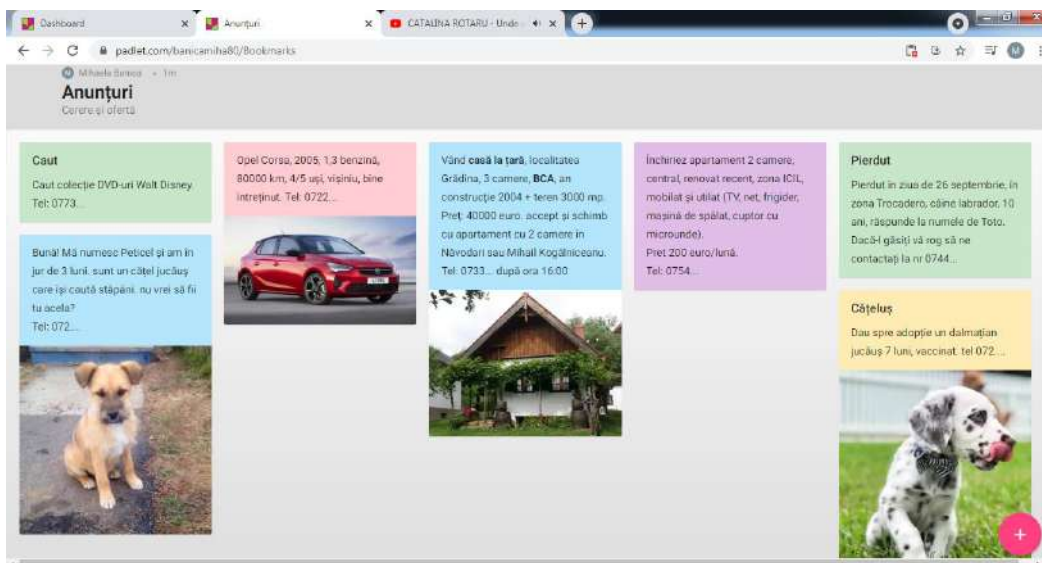 Dashboard
Anunțuri
CATALINA ROTARU - Unde
padlet.com/banicamiha80/Bookmarks
M
Mihaela 1m
Anunțuri
Cerere și ofertă
Caut
Caut colecție DVD-uri Walt Disney.
Tel: 0773...
Bună! Mă numesc Peticel și am în
jur de 3 luni. sunt un cățel jucăuș
care își caută stăpâni. nu vrei să fii
tu acela?
Tel: 072...
Opel Corsa, 2005, 1,3 benzină,
80000 km, 4/5 uși, vișiniu, bine
întreținut. Tel: 0722...
Vând casă la țară, localitatea
Grădina, 3 camere, BCA, an
construcție 2004 + teren 3000 mp.
Preț: 40000 euro. accept și schimb
cu apartament cu 2 camere în
Năvodari sau Mihail Kogălniceanu.
Tel: 0733... după ora 16:00
Închiriez apartament 2 camere,
central, renovat recent, zona ICIL,
mobilat și utilat (TV, net, frigider,
mașină de spălat, cuptor cu
microunde).
Preț 200 euro/lună.
Tel: 0754...
Pierdut
Pierdut în ziua de 26 septembrie, în
zona Trocadero, câine labrador, 10
ani, răspunde la numele de Toto.
Dacă-l găsiți vă rog să ne
contactați la nr 0744...
Cățeluș
Dau spre adopție un dalmațian
jucăuș 7 luni, vaccinat. tel 072...